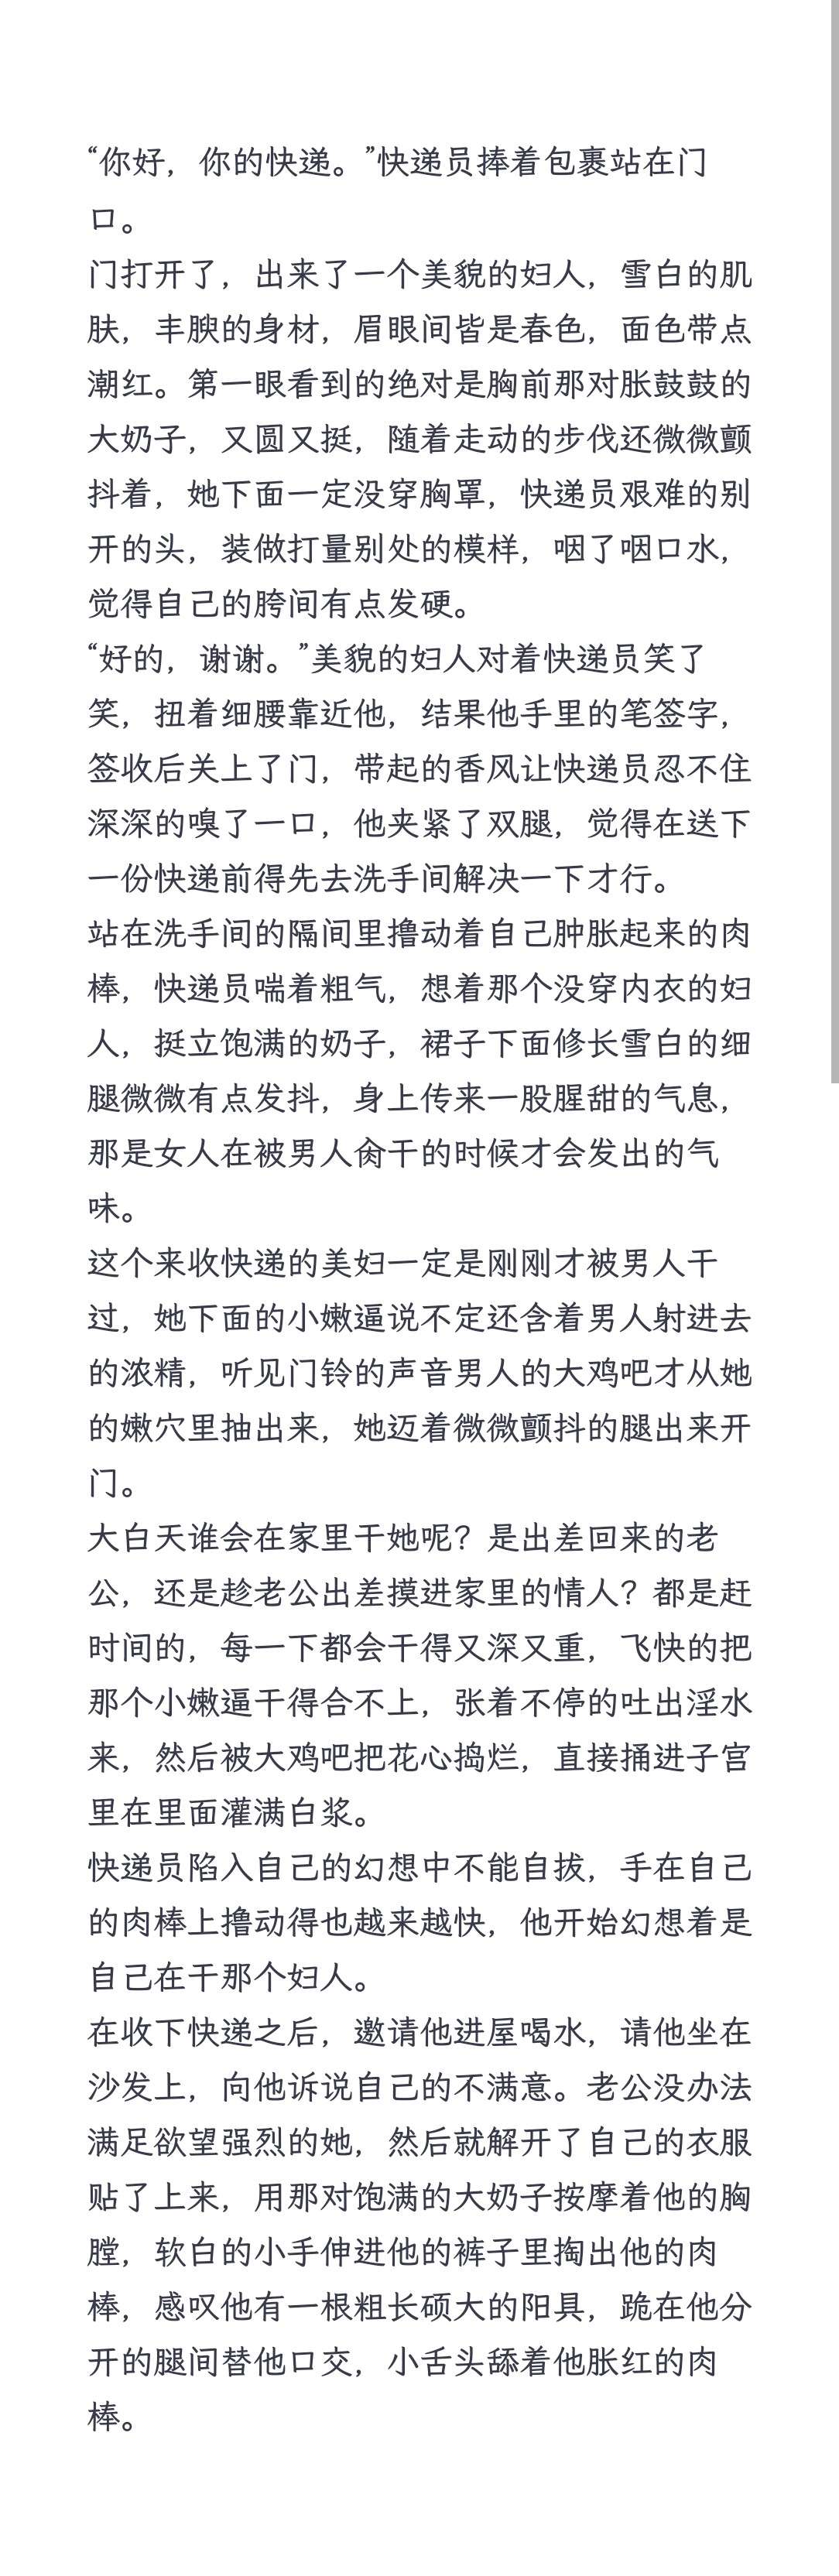 “你好，你的快递。”快递员捧着包裹站在门
口。
门打开了，出来了一个美貌的妇人，雪白的肌
肤，丰腴的身材，眉眼间皆是春色，面色带点
潮红。第一眼看到的绝对是胸前那对胀鼓鼓的
大奶子，又圆又挺，随着走动的步伐还微微颤
抖着，她下面一定没穿胸罩，快递员艰难的别
开的头，装做打量别处的模样，咽了咽口水，
觉得自己的胯间有点发硬。
“好的，谢谢。”美貌的妇人对着快递员笑了
笑，扭着细腰靠近他，结果他手里的笔签字，
签收后关上了门，带起的香风让快递员忍不住
深深的嗅了一口，他夹紧了双腿，觉得在送下
一份快递前得先去洗手间解决一下才行。
站在洗手间的隔间里撸动着自己肿胀起来的肉
棒，快递员喘着粗气，想着那个没穿内衣的妇
人，挺立饱满的奶子，裙子下面修长雪白的细
腿微微有点发抖，身上传来一股腥甜的气息，
那是女人在被男人肏干的时候才会发出的气
味。
这个来收快递的美妇一定是刚刚才被男人干
过，她下面的小嫩逼说不定还含着男人射进去
的浓精，听见门铃的声音男人的大鸡吧才从她
的嫩穴里抽出来，她迈着微微颤抖的腿出来开
门。
大白天谁会在家里干她呢？是出差回来的老
公，还是趁老公出差摸进家里的情人？都是赶
时间的，每一下都会干得又深又重，飞快的把
那个小嫩逼干得合不上，张着不停的吐出淫水
来，然后被大鸡吧把花心捣烂，直接捅进子宫
里在里面灌满白浆。
快递员陷入自己的幻想中不能自拔，手在自己
的肉棒上撸动得也越来越快，他开始幻想着是
自己在干那个妇人。
在收下快递之后，邀请他进屋喝水，请他坐在
沙发上，向他诉说自己的不满意。老公没办法
满足欲望强烈的她，然后就解开了自己的衣服
贴了上来，用那对饱满的大奶子按摩着他的胸
膛，软白的小手伸进他的裤子里掏出他的肉
棒，感叹他有一根粗长硕大的阳具，跪在他分
开的腿间替他口交，小舌头舔着他胀红的肉
棒。